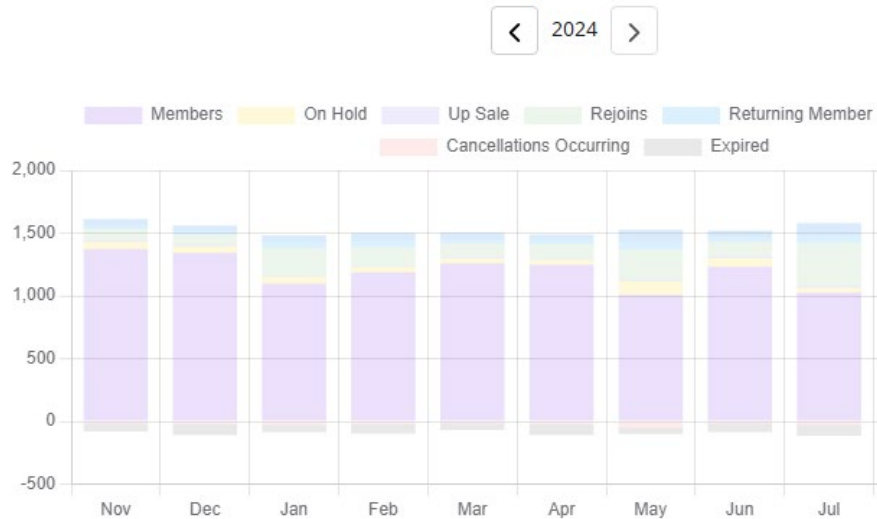 2024
Members On Hold Up Sale Rejoins Returning Member
Cancellations Occurring Expired
2,000
1,500
1,000
500
0
-500
Nov Dec Jan Feb Mar Apr May Jun Jul